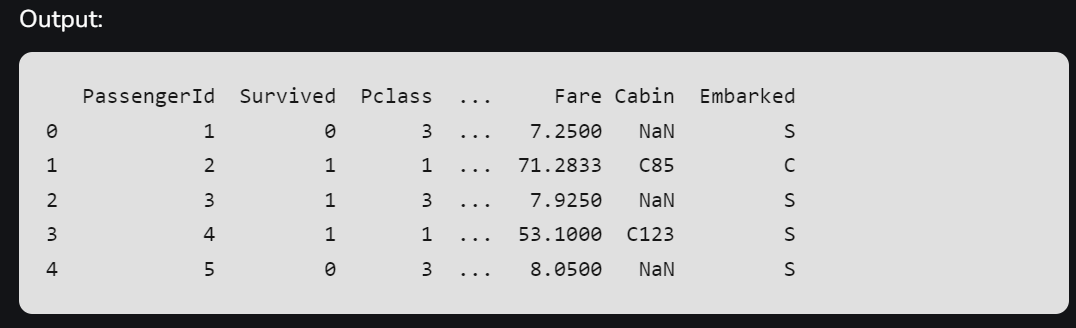 Output:
PassengerId Survived Pclass ... Fare Cabin Embarked
0 1 0 3 ... 7.2500 NaN S
1 2 1 1 ... 71.2833 C85 C
2 3 1 3 ... 7.9250 NaN S
3 4 1 1 ... 53.1000 C123 S
4 5 0 3 ... 8.0500 NaN S